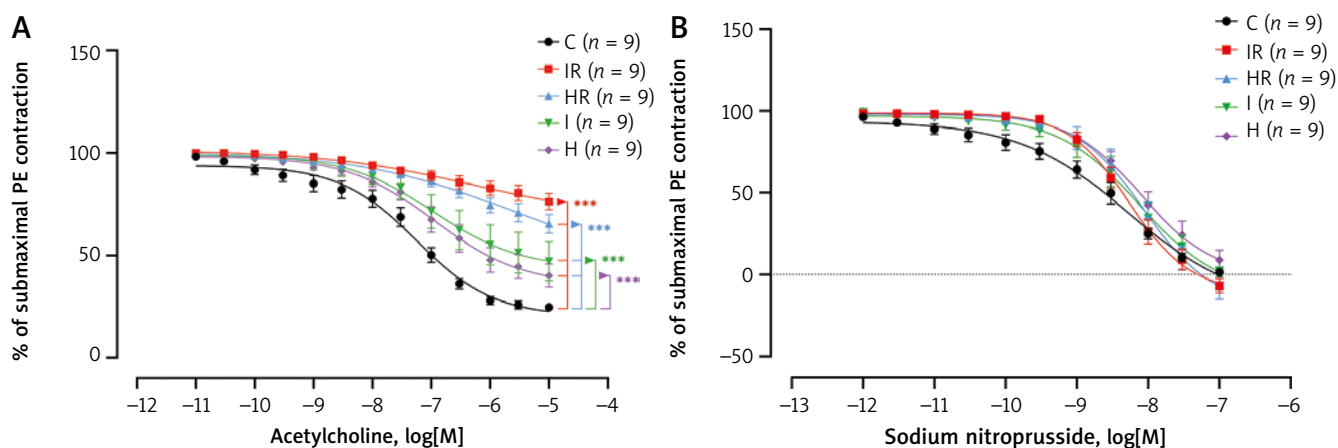 A
% of submaximal PE contraction
150
100
50
0
C (n = 9)
IR (n = 9)
HR (n = 9)
I (n = 9)
H (n = 9)
***
***
***
***
–12 –11 –10 –9 –8 –7 –6 –5 –4
Acetylcholine, log[M]
B
% of submaximal PE contraction
150
100
50
0
–50
C (n = 9)
IR (n = 9)
HR (n = 9)
I (n = 9)
H (n = 9)
–13 –12 –11 –10 –9 –8 –7 –6
Sodium nitroprusside, log[M]